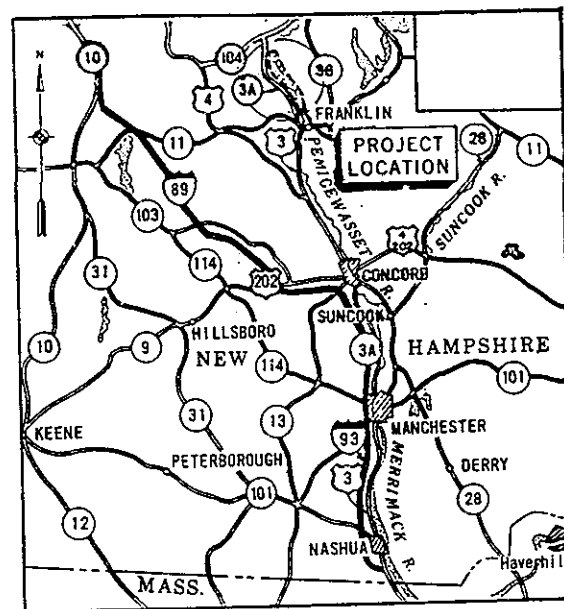 10
104
3B
3A
4
FRANKLIN
N
11
3
PROJECT
LOCATION
28
11
PEMIGEWASSET R.
SUNCOOK R.
89
103
4
202
114
202
CONCORD
31
SUNCOOK
HILLSBORO
3A
10
9
NEW
HAMPSHIRE
114
101
31
13
MANCHESTER
KEENE
93
PETERBOROUGH
3
MERRIMACK R.
DERRY
101
28
12
NASHUA
Haverhil
MASS.